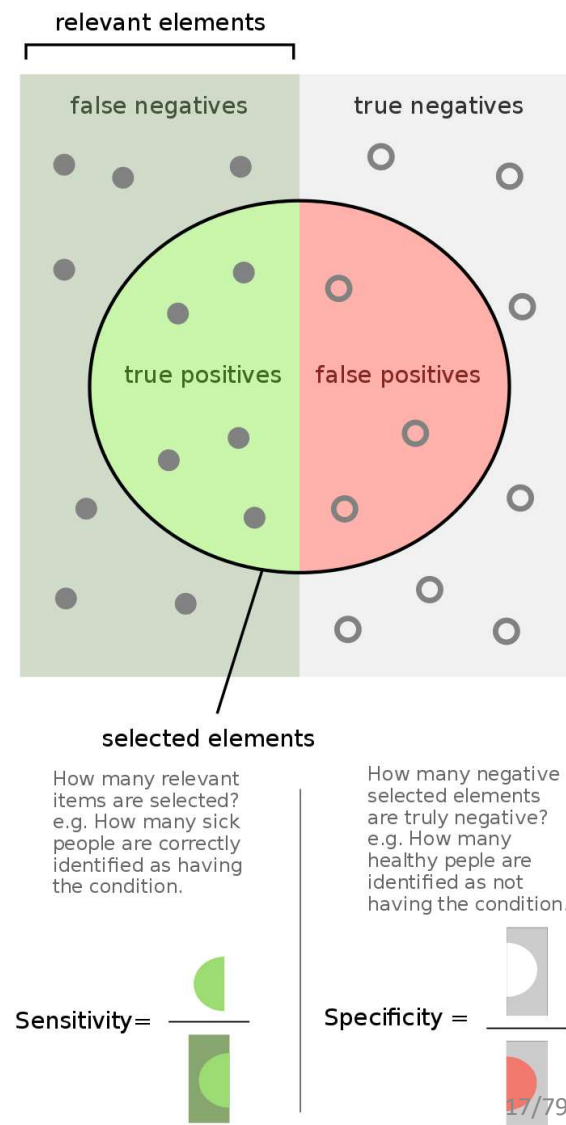 relevant elements
false negatives
true negatives
true positives
false positives
selected elements
How many relevant
items are selected?
e.g. How many sick
people are correctly
identified as having
the condition.
How many negative
selected elements
are truly negative?
e.g. How many
healthy peple are
identified as not
having the condition.
Sensitivity=
Specificity =
17/79